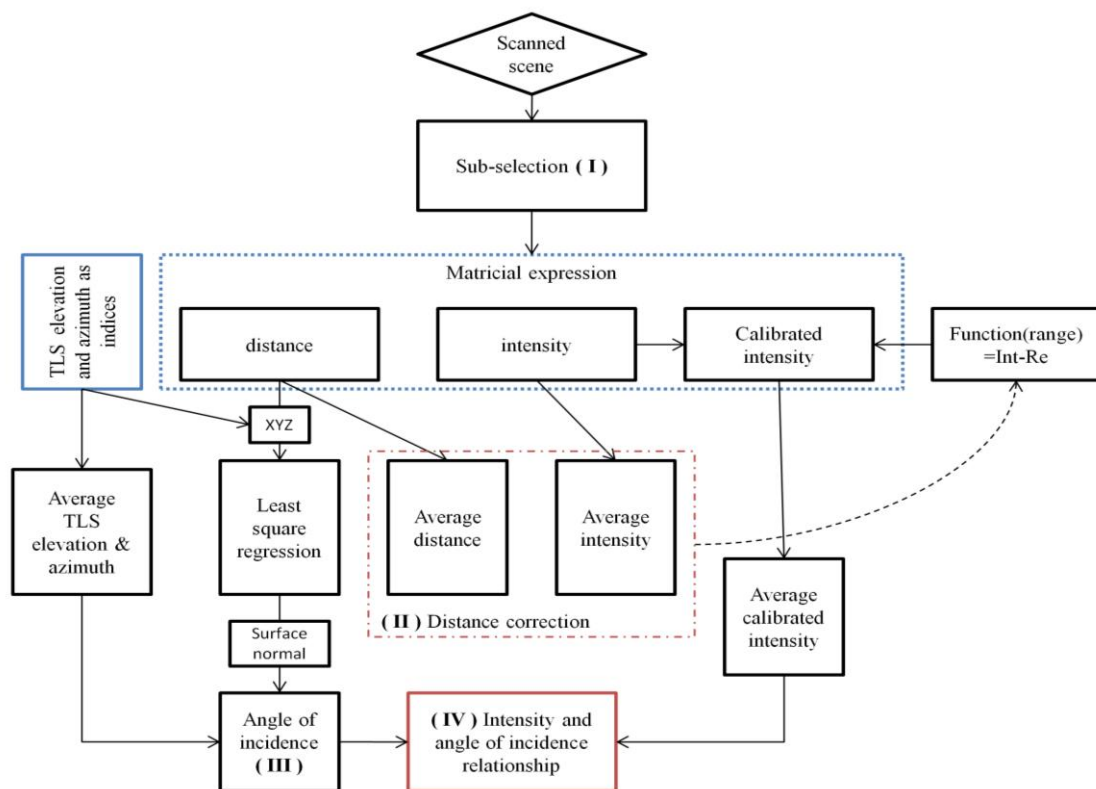 Scanned
scene
Sub-selection ( I )
TLS elevation
and azimuth as
indices
Matricial expression
distance
intensity
Calibrated
intensity
Function(range)
=Int-Re
XYZ
Average
TLS
elevation &
azimuth
Least
square
regression
Average
distance
Average
intensity
( II ) Distance correction
Average
calibrated
intensity
Surface
normal
Angle of
incidence
( III )
( IV ) Intensity and
angle of incidence
relationship